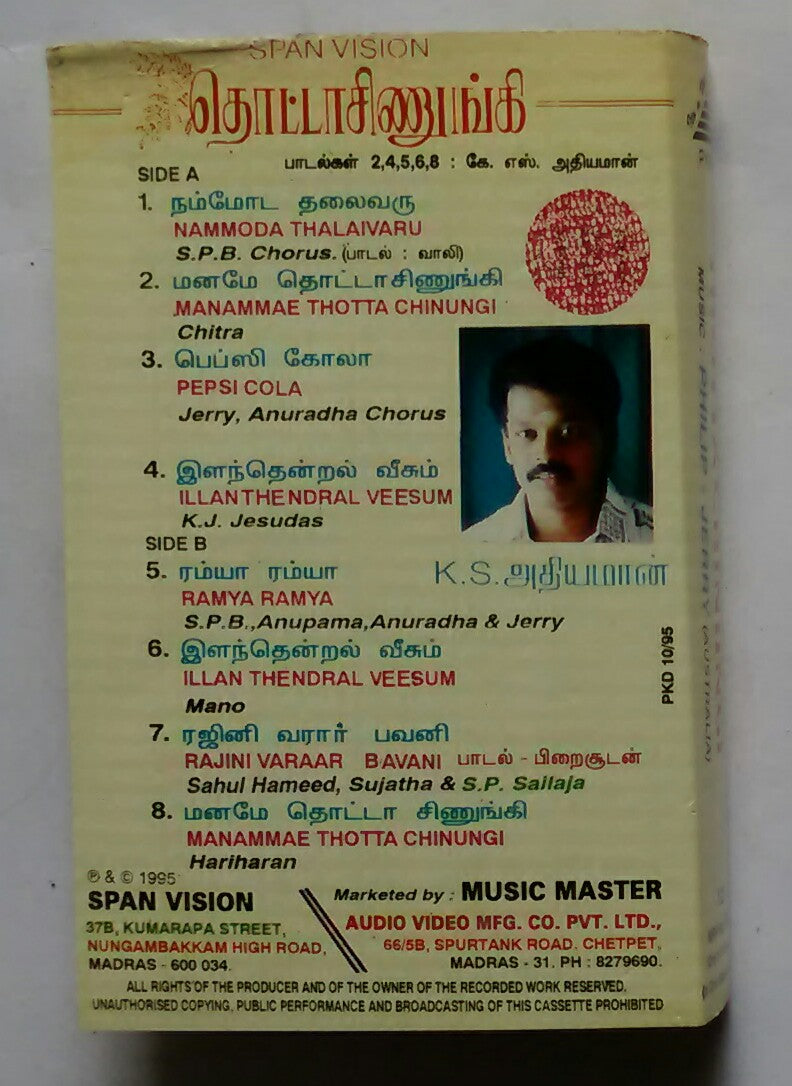 SPAN VISION
தொட்டாசிணுங்கி
பாடல்கள் 2,4,5,6,8 : கே. எஸ். அதியமான்
SIDE A
1. நம்மோட தலைவரு
NAMMODA THALAIVARU
S.P.B. Chorus. (பாடல் : வாலி)
2. மனமே தொட்டாசிணுங்கி
MANAMMAE THOTTA CHINUNGI
Chitra
3. பெப்ஸி கோலா
PEPSI COLA
Jerry, Anuradha Chorus
4. இளந்தென்றல் வீசும்
ILLANTHENDRAL VEESUM
K.J. Jesudas
SIDE B
K.S. அதியமான்
5. ரம்யா ரம்யா
RAMYA RAMYA
S.P.B.,Anupama,Anuradha & Jerry
6. இளந்தென்றல் வீசும்
ILLAN THENDRAL VEESUM
Mano
7. ரஜினி வரார் பவனி
RAJINI VARAAR BAVANI பாடல் - பிறைசூடன்
Sahul Hameed, Sujatha & S.P. Sailaja
8. மனமே தொட்டா சிணுங்கி
MANAMMAE THOTTA CHINUNGI
Hariharan
℗ & © 1995
SPAN VISION
37B, KUMARAPA STREET,
NUNGAMBAKKAM HIGH ROAD,
MADRAS - 600 034.
Marketed by : MUSIC MASTER
AUDIO VIDEO MFG. CO. PVT. LTD.,
66/5B, SPURTANK ROAD, CHETPET,
MADRAS - 31. PH : 8279690.
ALL RIGHTS OF THE PRODUCER AND OF THE OWNER OF THE RECORDED WORK RESERVED.
UNAUTHORISED COPYING, PUBLIC PERFORMANCE AND BROADCASTING OF THIS CASSETTE PROHIBITED
PKD 10/95
MUSIC : PHILIP - JERRY (AUSTRALIA)